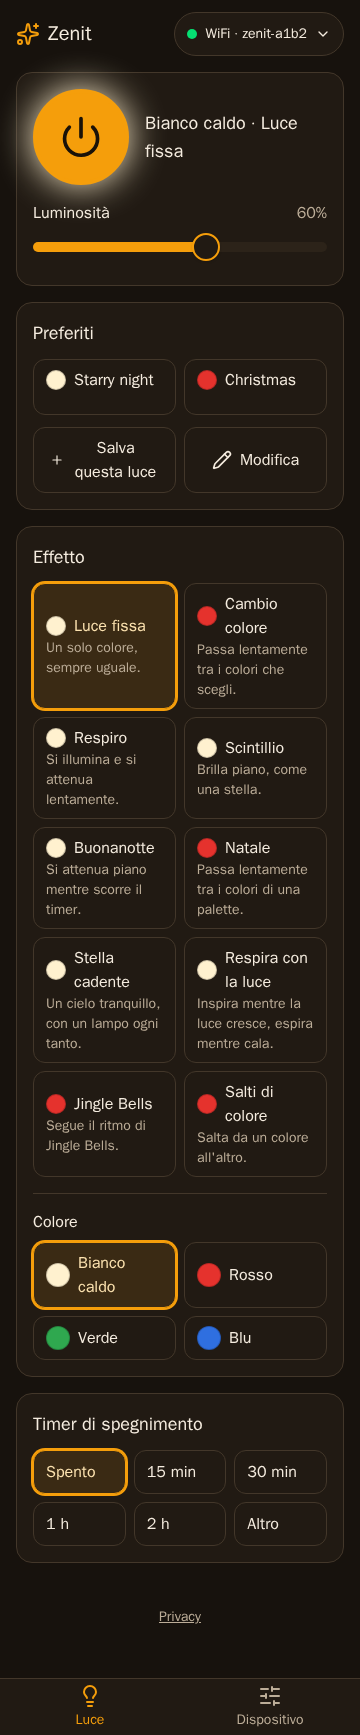 Zenit
WiFi · zenit-a1b2
Bianco caldo · Luce
fissa
Luminosità
60%
Preferiti
Starry night
Christmas
Salva
questa luce
Modifica
Effetto
Luce fissa
Un solo colore,
sempre uguale.
Cambio
colore
Passa lentamente
tra i colori che
scegli.
Respiro
Si illumina e si
attenua
lentamente.
Scintillio
Brilla piano, come
una stella.
Buonanotte
Si attenua piano
mentre scorre il
timer.
Natale
Passa lentamente
tra i colori di una
palette.
Stella
cadente
Un cielo tranquillo,
con un lampo ogni
tanto.
Respira con
la luce
Inspira mentre la
luce cresce, espira
mentre cala.
Jingle Bells
Segue il ritmo di
Jingle Bells.
Salti di
colore
Salta da un colore
all'altro.
Colore
Bianco
caldo
Rosso
Verde
Blu
Timer di spegnimento
Spento
15 min
30 min
1 h
2 h
Altro
Privacy
Luce
Dispositivo